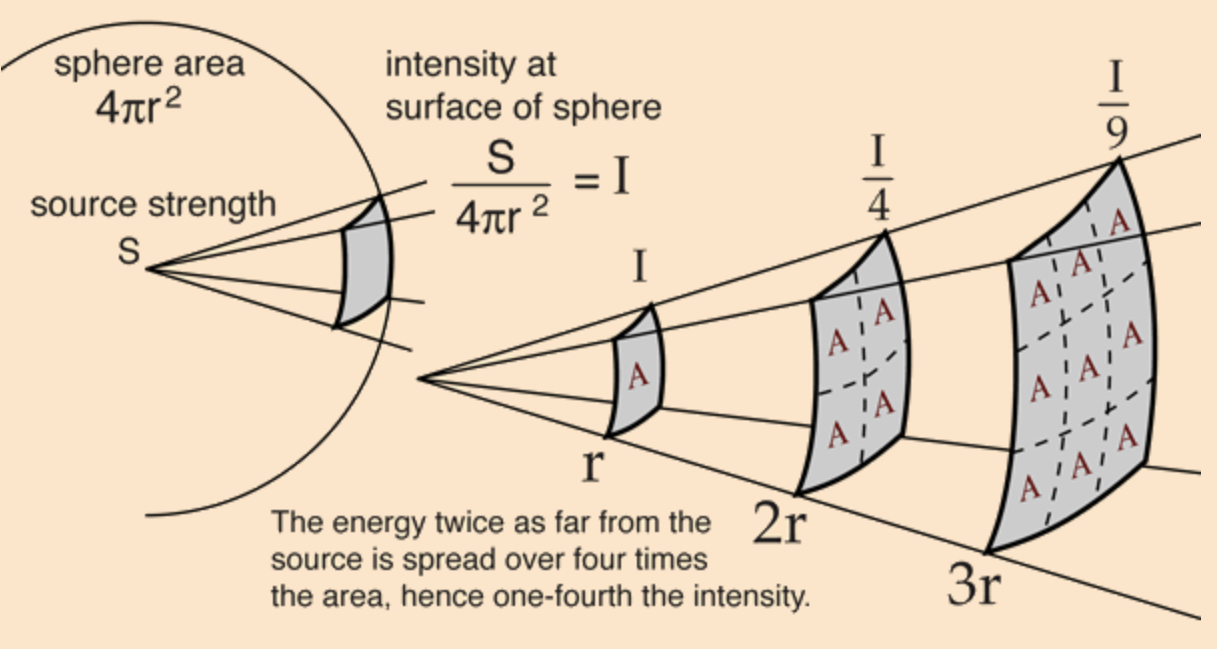 sphere area
4πr²
source strength
S
intensity at
surface of sphere
S
4πr²
= I
I
A
r
I
4
A
A
A
A
2r
I
9
A
A
A
A
A
A
A
A
A
3r
The energy twice as far from the
source is spread over four times
the area, hence one-fourth the intensity.